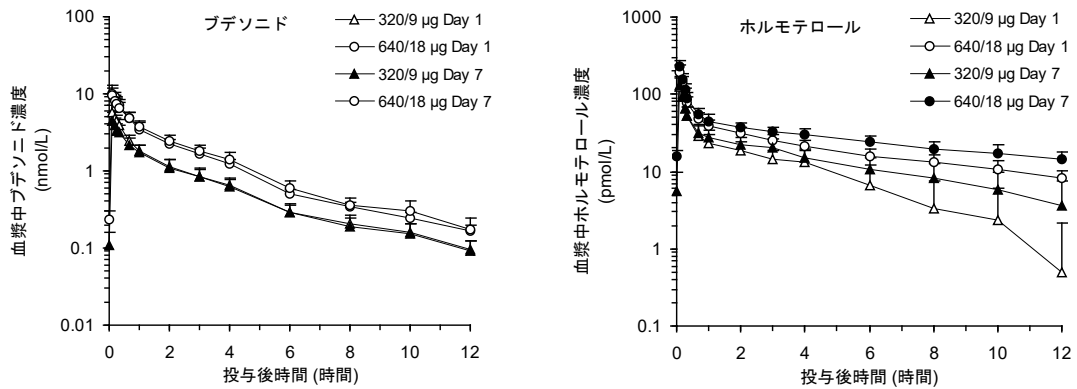 ブデソニド
320/9 µg Day 1
640/18 µg Day 1
320/9 µg Day 7
640/18 µg Day 7
血漿中ブデソニド濃度
(nmol/L)
100
10
1
0.1
0.01
0 2 4 6 8 10 12
投与後時間 (時間)
ホルモテロール
320/9 µg Day 1
640/18 µg Day 1
320/9 µg Day 7
640/18 µg Day 7
血漿中ホルモテロール濃度
(pmol/L)
1000
100
10
1
0.1
0 2 4 6 8 10 12
投与後時間 (時間)